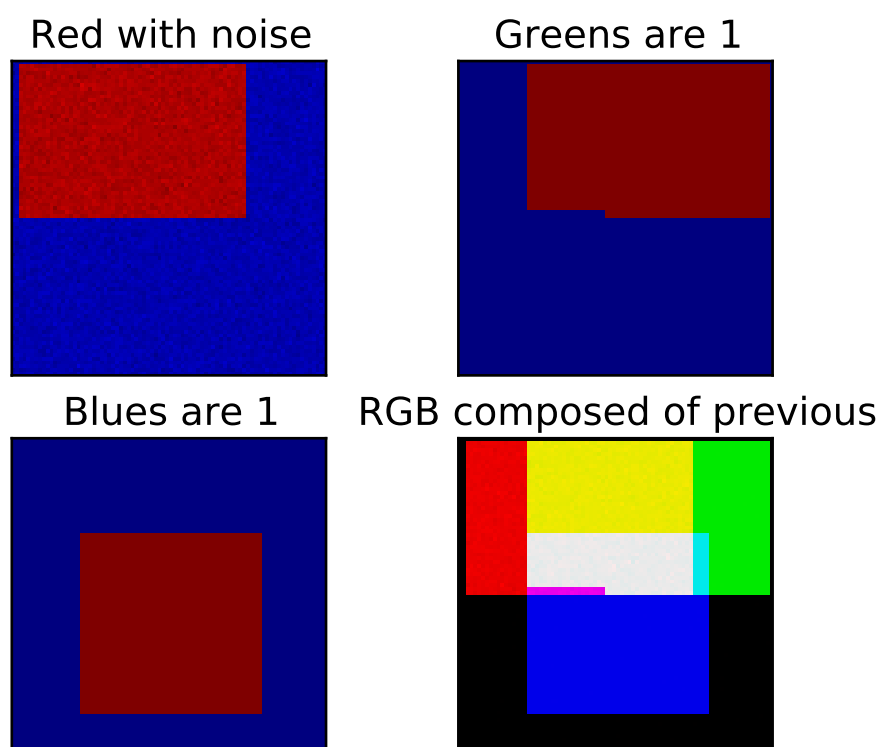 Red with noise
Greens are 1
Blues are 1
RGB composed of previous